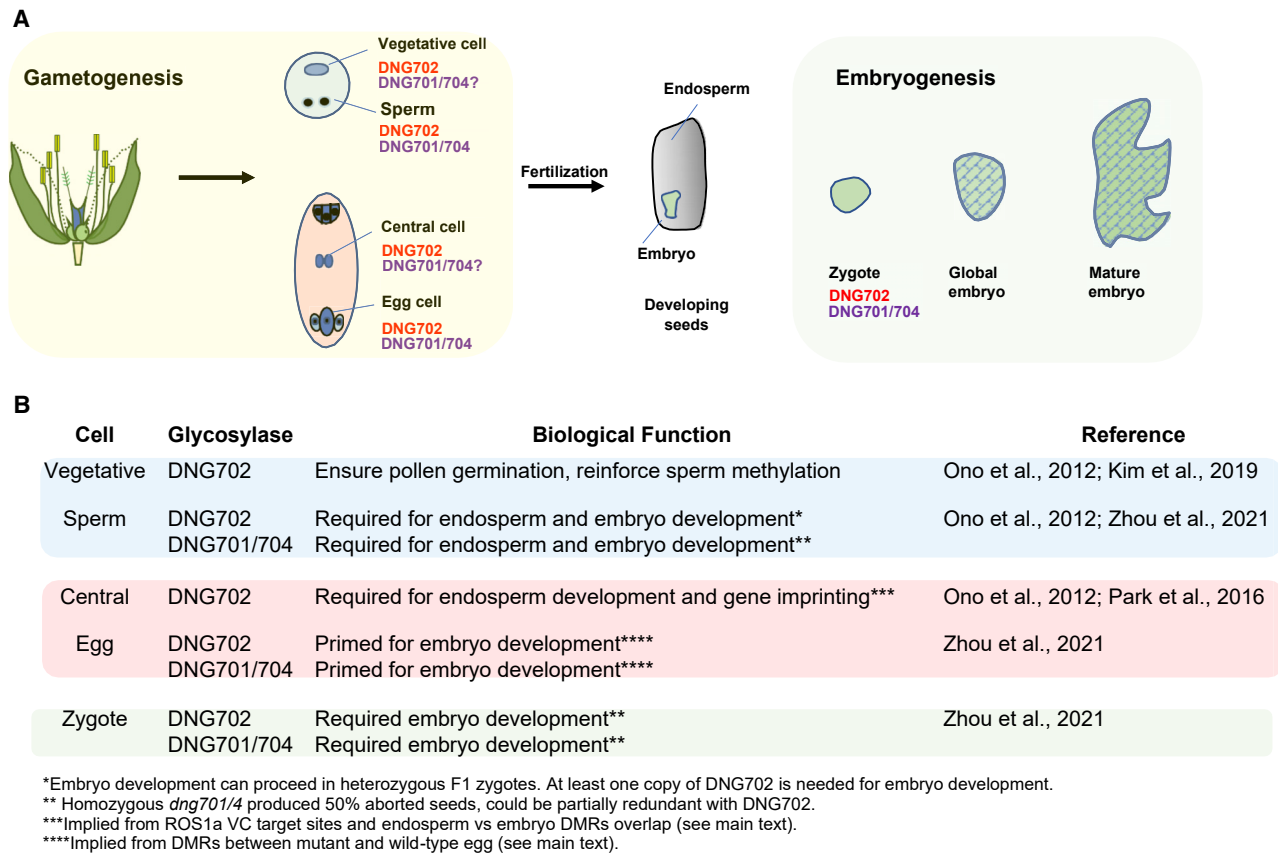 A
Gametogenesis
Vegetative cell
DNG702
DNG701/704?
Sperm
DNG702
DNG701/704
Central cell
DNG702
DNG701/704?
Egg cell
DNG702
DNG701/704
Fertilization
Endosperm
Embryo
Developing
seeds
Embryogenesis
Zygote
DNG702
DNG701/704
Global
embryo
Mature
embryo
B
Cell Glycosylase Biological Function Reference
Vegetative DNG702 Ensure pollen germination, reinforce sperm methylation Ono et al., 2012; Kim et al., 2019
Sperm DNG702 Required for endosperm and embryo development* Ono et al., 2012; Zhou et al., 2021
DNG701/704 Required for endosperm and embryo development**
Central DNG702 Required for endosperm development and gene imprinting*** Ono et al., 2012; Park et al., 2016
Egg DNG702 Primed for embryo development**** Zhou et al., 2021
DNG701/704 Primed for embryo development****
Zygote DNG702 Required embryo development** Zhou et al., 2021
DNG701/704 Required embryo development**
*Embryo development can proceed in heterozygous F1 zygotes. At least one copy of DNG702 is needed for embryo development.
** Homozygous dng701/4 produced 50% aborted seeds, could be partially redundant with DNG702.
***Implied from ROS1a VC target sites and endosperm vs embryo DMRs overlap (see main text).
****Implied from DMRs between mutant and wild-type egg (see main text).